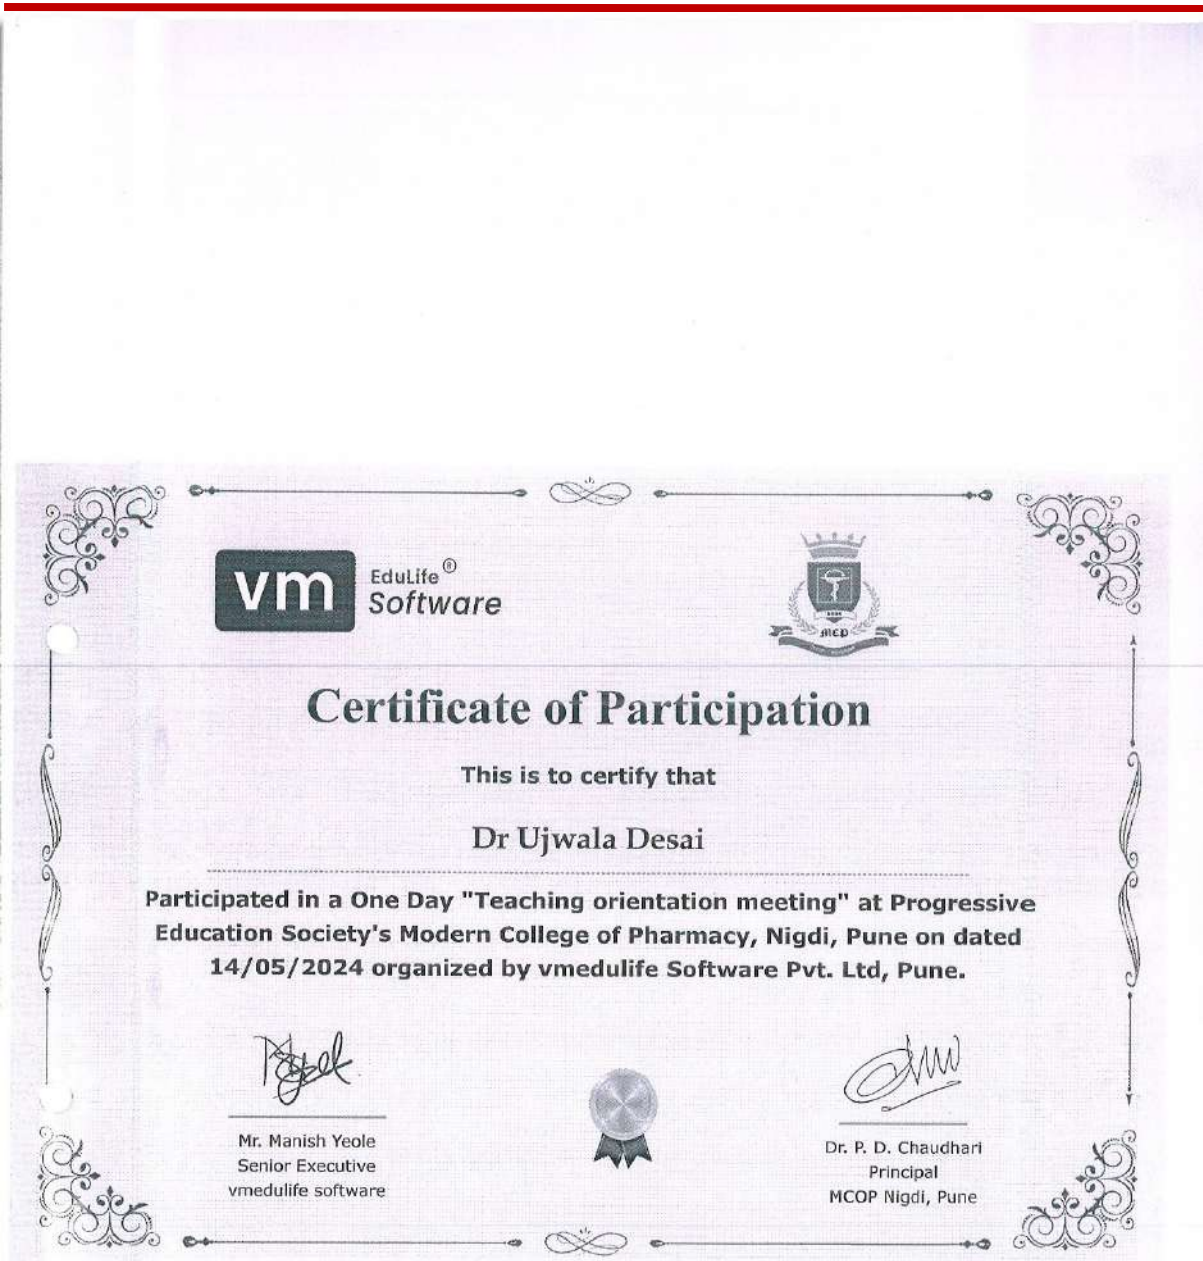 vm EduLife® Software
MCP
Certificate of Participation
This is to certify that
Dr Ujwala Desai
Participated in a One Day "Teaching orientation meeting" at Progressive
Education Society's Modern College of Pharmacy, Nigdi, Pune on dated
14/05/2024 organized by vmedulife Software Pvt. Ltd, Pune.
Mr. Manish Yeole
Senior Executive
vmedulife software
Dr. P. D. Chaudhari
Principal
MCOP Nigdi, Pune